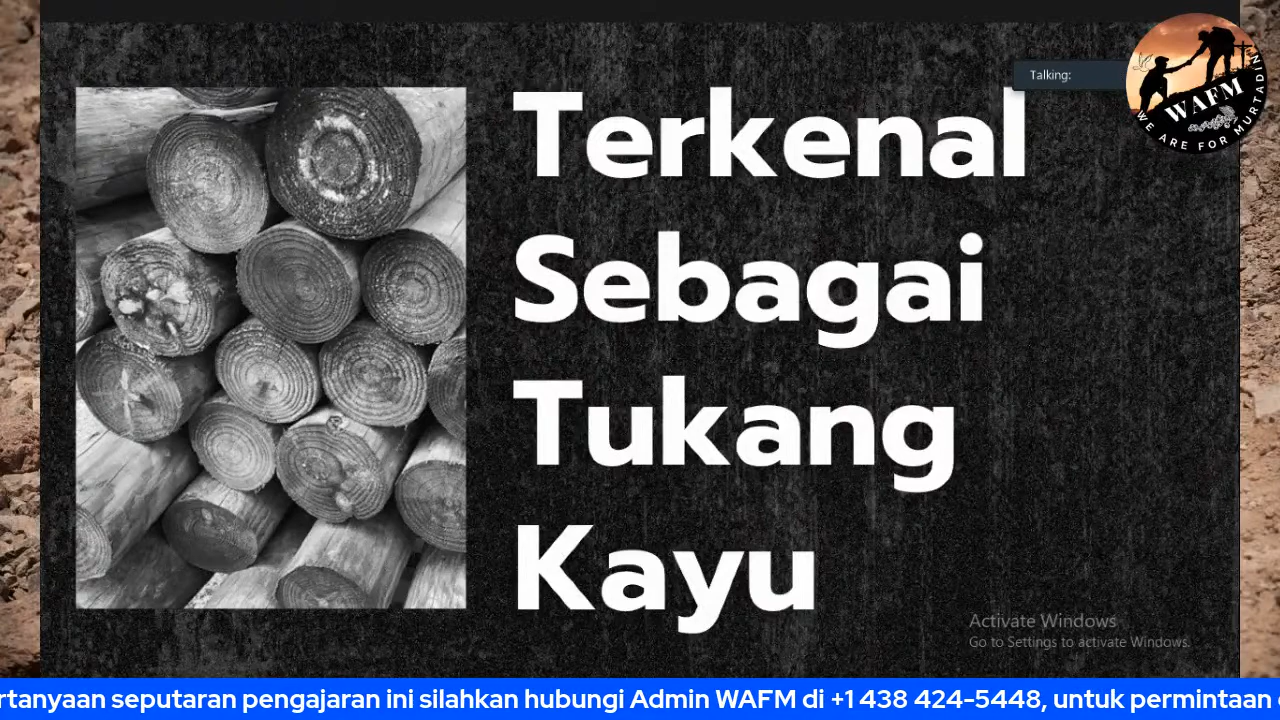 Terkenal
Sebagai
Tukang
Kayu
Talking:
WAFM
WE ARE FOR MURTADIN
Activate Windows
Go to Settings to activate Windows.
rtanyaan seputaran pengajaran ini silahkan hubungi Admin WAFM di +1 438 424-5448, untuk permintaan